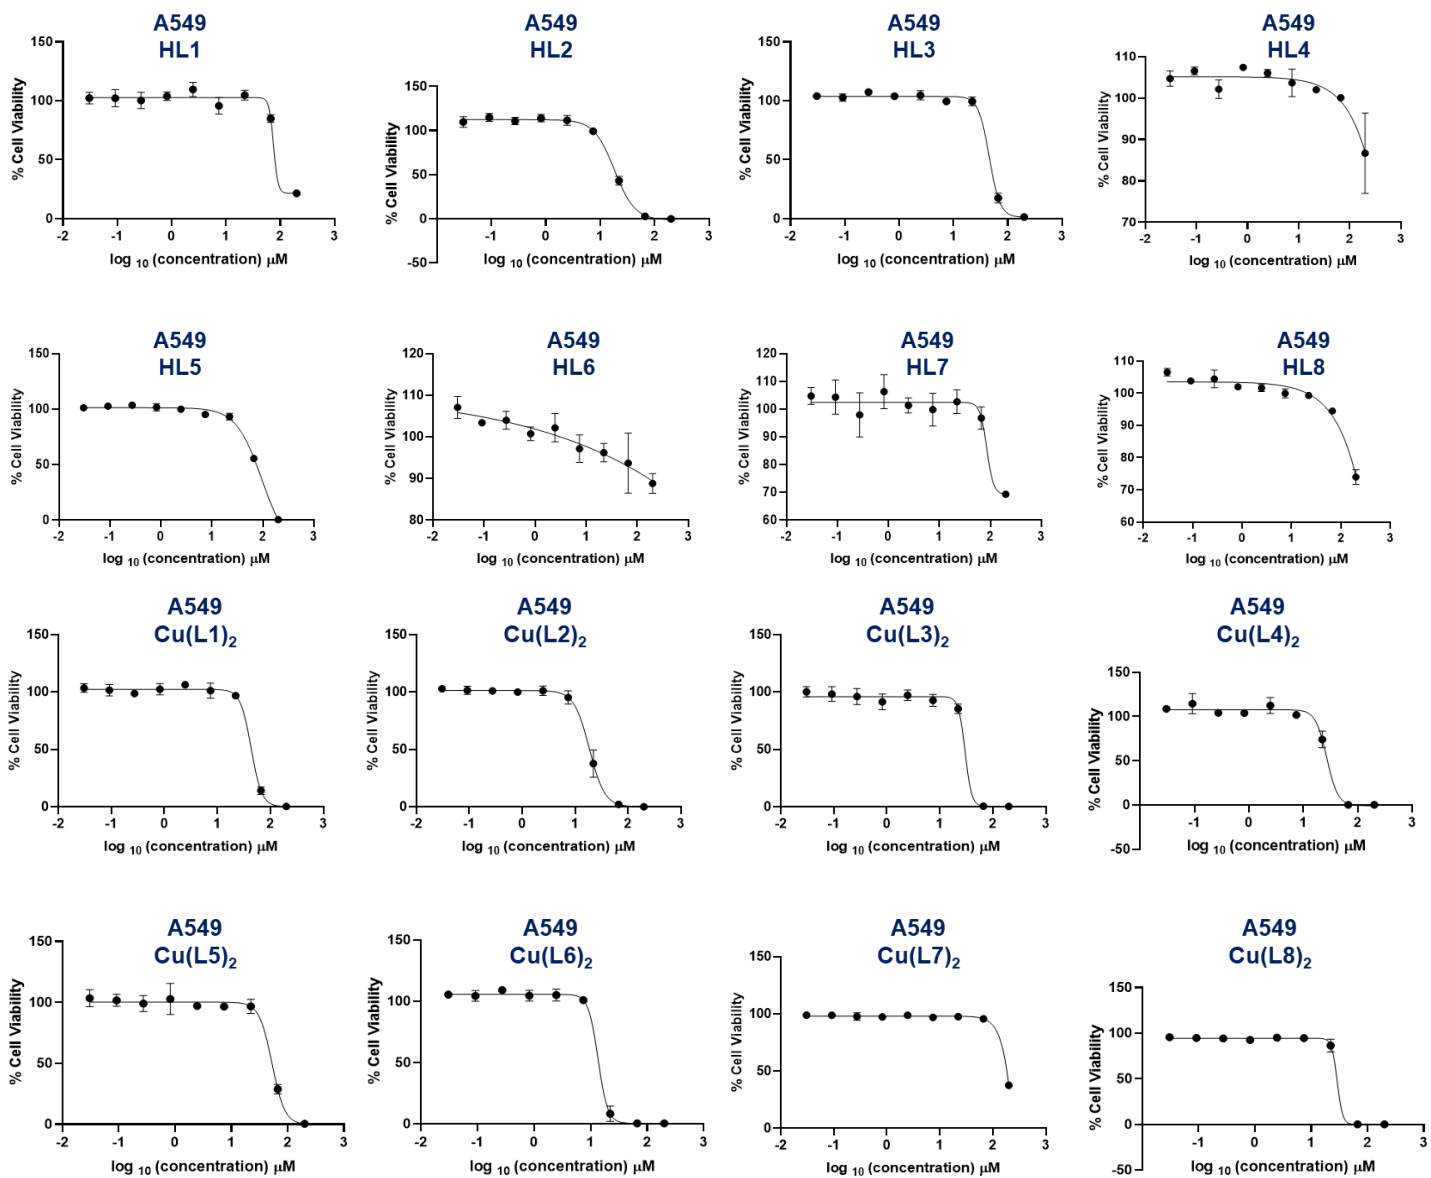 A549
HL1
150
100
50
0
% Cell Viability
-2 -1 0 1 2 3
log 10 (concentration) μM
A549
HL2
150
100
50
0
-50
% Cell Viability
-1 0 1 2 3
log 10 (concentration) μM
A549
HL3
150
100
50
0
% Cell Viability
-2 -1 0 1 2 3
log 10 (concentration) μM
A549
HL4
110
100
90
80
70
% Cell Viability
-2 -1 0 1 2 3
log 10 (concentration) μM
A549
HL5
150
100
50
0
% Cell Viability
-2 -1 0 1 2 3
log 10 (concentration) μM
A549
HL6
120
110
100
90
80
% Cell Viability
-2 -1 0 1 2 3
log 10 (concentration) μM
A549
HL7
120
110
100
90
80
70
60
% Cell Viability
-2 -1 0 1 2 3
log 10 (concentration) μM
A549
HL8
110
100
90
80
70
60
% Cell Viability
-2 -1 0 1 2 3
log 10 (concentration) μM
A549
Cu(L1)2
150
100
50
0
% Cell Viability
-2 -1 0 1 2 3
log 10 (concentration) μM
A549
Cu(L2)2
150
100
50
0
% Cell Viability
-2 -1 0 1 2 3
log 10 (concentration) μM
A549
Cu(L3)2
150
100
50
0
% Cell Viability
-2 -1 0 1 2 3
log 10 (concentration) μM
A549
Cu(L4)2
150
100
50
0
-50
% Cell Viability
-1 0 1 2 3
log 10 (concentration) μM
A549
Cu(L5)2
150
100
50
0
% Cell Viability
-2 -1 0 1 2 3
log 10 (concentration) μM
A549
Cu(L6)2
150
100
50
0
% Cell Viability
-2 -1 0 1 2 3
log 10 (concentration) μM
A549
Cu(L7)2
150
100
50
0
% Cell Viability
-2 -1 0 1 2 3
log 10 (concentration) μM
A549
Cu(L8)2
150
100
50
0
-50
% Cell Viability
-1 0 1 2 3
log 10 (concentration) μM